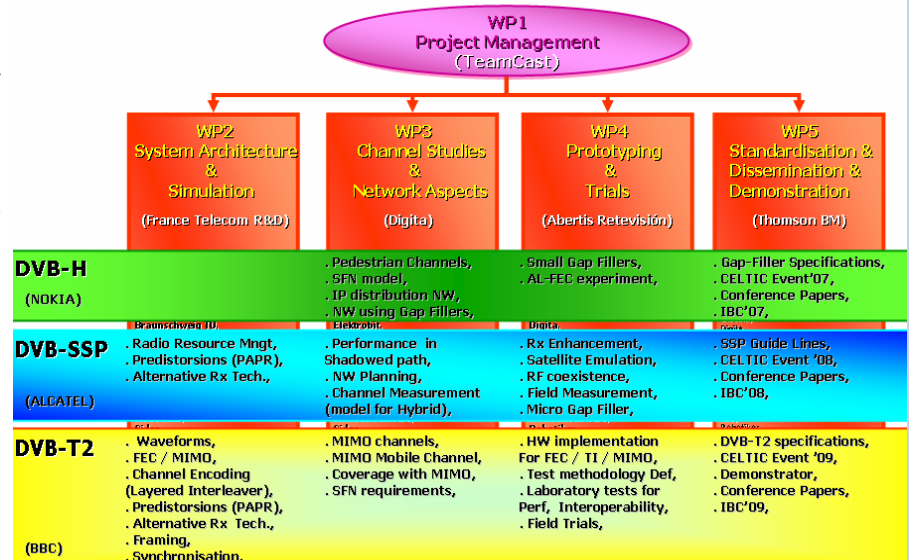 WP1
Project Management
(TeamCast)
WP2
System Architecture
&
Simulation
(France Telecom R&D)
WP3
Channel Studies
& 
Network Aspects
(Digita)
WP4
Prototyping
&
Trials
(Abertis Retevisión)
WP5
Standardisation &
Dissemination &
Demonstration
(Thomson BM)
DVB-H
(NOKIA)
. Pedestrian Channels,
. SFN model,
. IP distribution NW,
. NW using Gap Fillers,
. Small Gap Fillers,
. AL-FEC experiment,
. Gap-Filler Specifications,
. CELTIC Event'07,
. Conference Papers,
. IBC'07,
Braunschweig TU,
Elektrobit,
Digita,
DVB-SSP
(ALCATEL)
. Radio Resource Mngt,
. Predistorsions (PAPR),
. Alternative Rx Tech.,
. Performance in
Shadowed path,
. NW Planning,
. Channel Measurement
(model for Hybrid),
. Rx Enhancement,
. Satellite Emulation,
. RF coexistence,
. Field Measurement,
. Micro Gap Filler,
. SSP Guide Lines,
. CELTIC Event '08,
. Conference Papers,
. IBC'08,
DVB-T2
(BBC)
. Waveforms,
. FEC / MIMO,
. Channel Encoding
(Layered Interleaver),
. Predistorsions (PAPR),
. Alternative Rx Tech.,
. Framing,
. Synchronisation,
. MIMO channels,
. MIMO Mobile Channel,
. Coverage with MIMO,
. SFN requirements,
. HW implementation
For FEC / TI / MIMO,
. Test methodology Def,
. Laboratory tests for
Perf, Interoperability,
. Field Trials,
. DVB-T2 specifications,
. CELTIC Event '09,
. Demonstrator,
. Conference Papers,
. IBC'09,